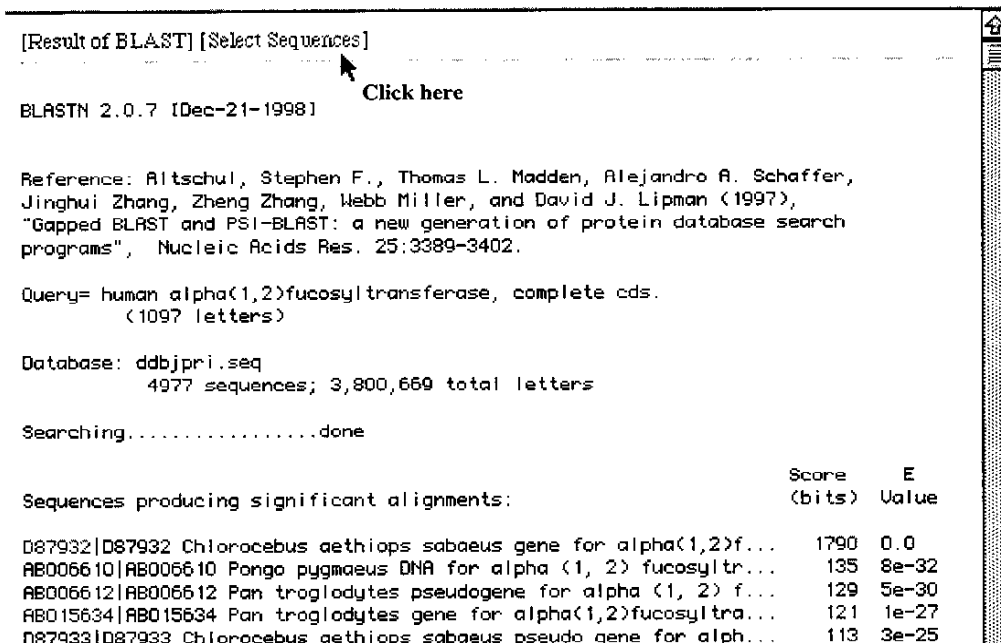 [Result of BLAST] [Select Sequences]
Click here
BLASTN 2.0.7 [Dec-21-1998]
Reference: Altschul, Stephen F., Thomas L. Madden, Alejandro A. Schaffer,
Jinghui Zhang, Zheng Zhang, Webb Miller, and David J. Lipman (1997),
"Gapped BLAST and PSI-BLAST: a new generation of protein database search
programs", Nucleic Acids Res. 25:3389-3402.
Query= human alpha(1,2)fucosyltransferase, complete cds.
(1097 letters)
Database: ddbjpri.seq
4977 sequences; 3,800,669 total letters
Searching.................done
Score E
Sequences producing significant alignments: (bits) Value
D87932|D87932 Chlorocebus aethiops sabaeus gene for alpha(1,2)f... 1790 0.0
AB006610|AB006610 Pongo pygmaeus DNA for alpha (1, 2) fucosyltr... 135 8e-32
AB006612|AB006612 Pan troglodytes pseudogene for alpha (1, 2) f... 129 5e-30
AB015634|AB015634 Pan troglodytes gene for alpha(1,2)fucosyltra... 121 1e-27
D87933|D87933 Chlorocebus aethiops sabaeus pseudo gene for alph... 113 3e-25